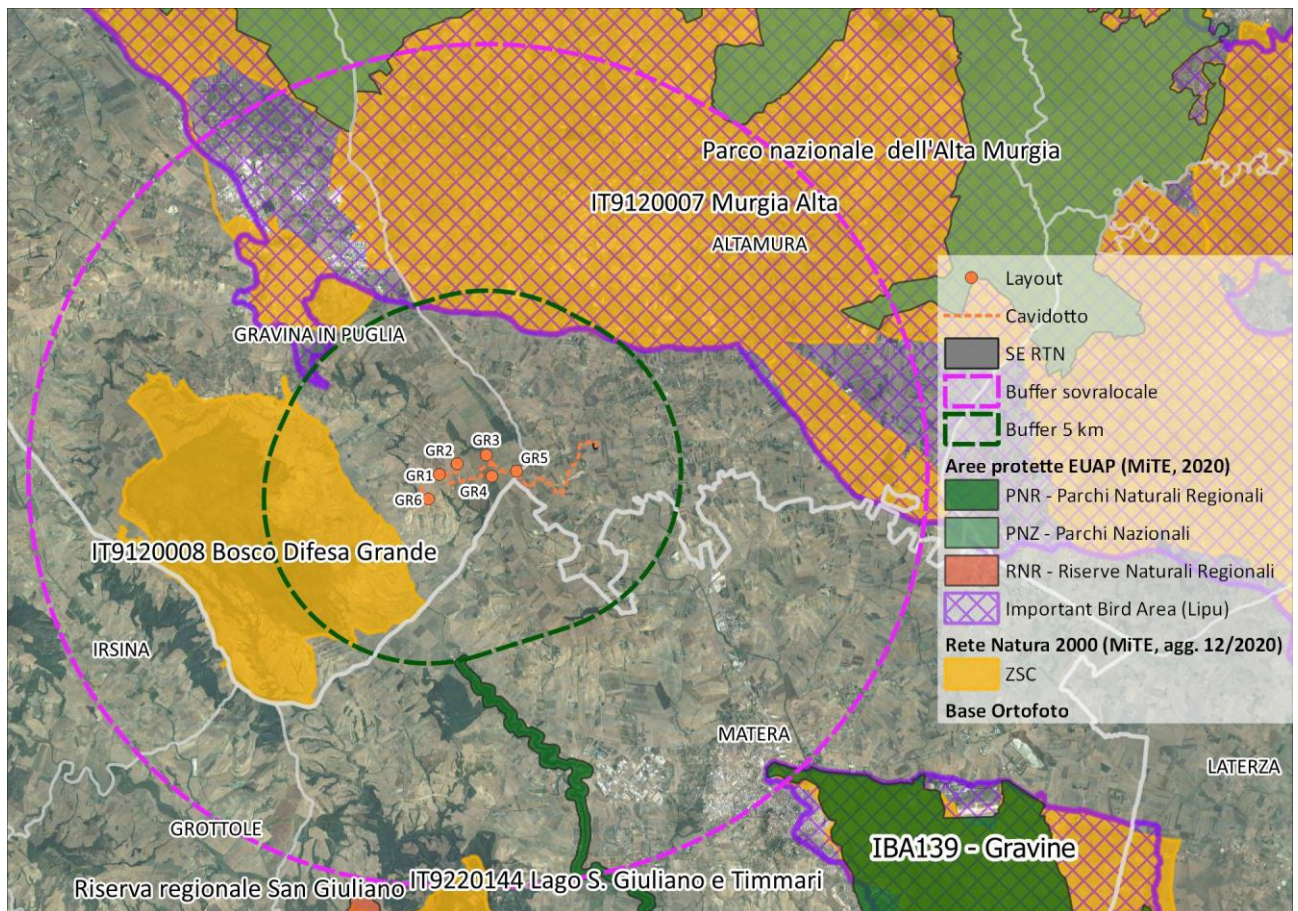 Parco nazionale dell'Alta Murgia
IT9120007 Murgia Alta
ALTAMURA
GRAVINA IN PUGLIA
GR3
GR2
GR5
GR1
GR4
GR6
IT9120008 Bosco Difesa Grande
IRSINA
MATERA
LATERZA
GROTTOLE
IBA139 - Gravine
Riserva regionale San Giuliano
IT9220144 Lago S. Giuliano e Timmari
Layout
Cavidotto
SE RTN
Buffer sovralocale
Buffer 5 km
Aree protette EUAP (MiTE, 2020)
PNR - Parchi Naturali Regionali
PNZ - Parchi Nazionali
RNR - Riserve Naturali Regionali
Important Bird Area (Lipu)
Rete Natura 2000 (MiTE, agg. 12/2020)
ZSC
Base Ortofoto